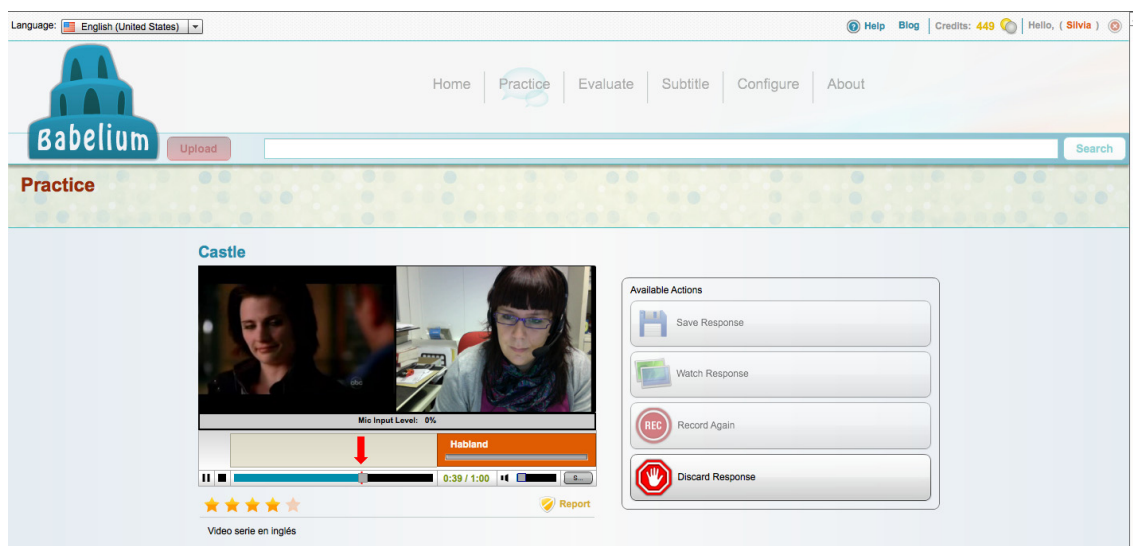 Language: English (United States) Help Blog Credits: 449 Hello, ( Silvia )
Home Practice Evaluate Subtitle Configure About
Babelium
Upload Search
Practice
Castle
abc
Mic Input Level: 0%
Habland
0:39 / 1:00 S...
Report
Video serie en inglés
Available Actions
Save Response
Watch Response
REC Record Again
Discard Response